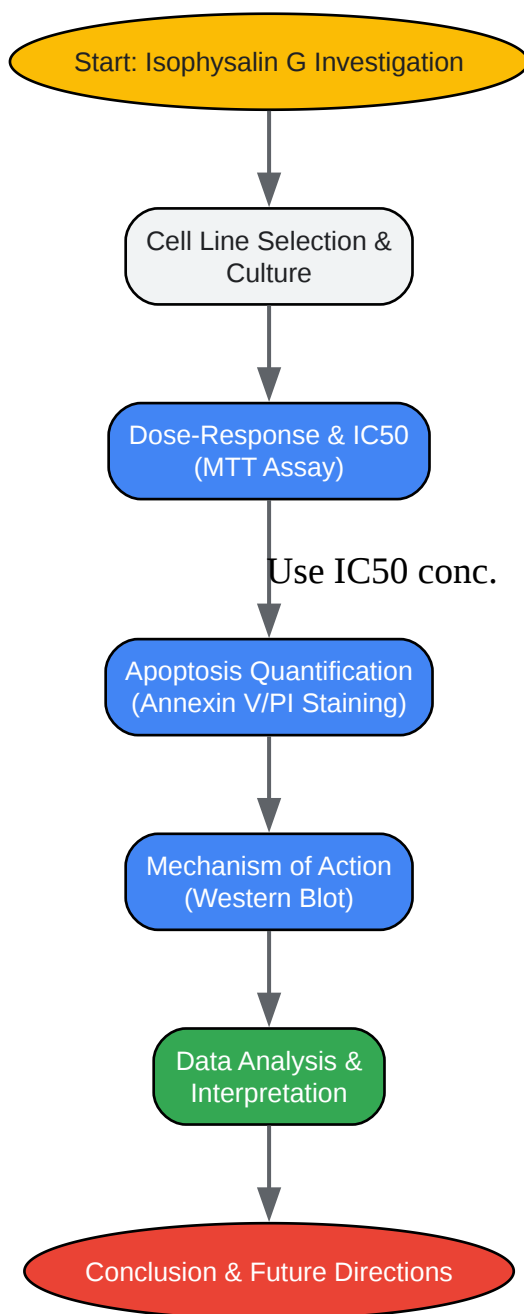 Start: Isophysalin G Investigation
Cell Line Selection &
Culture
Dose-Response & IC50
(MTT Assay)
Use IC50 conc.
Apoptosis Quantification
(Annexin V/PI Staining)
Mechanism of Action
(Western Blot)
Data Analysis &
Interpretation
Conclusion & Future Directions